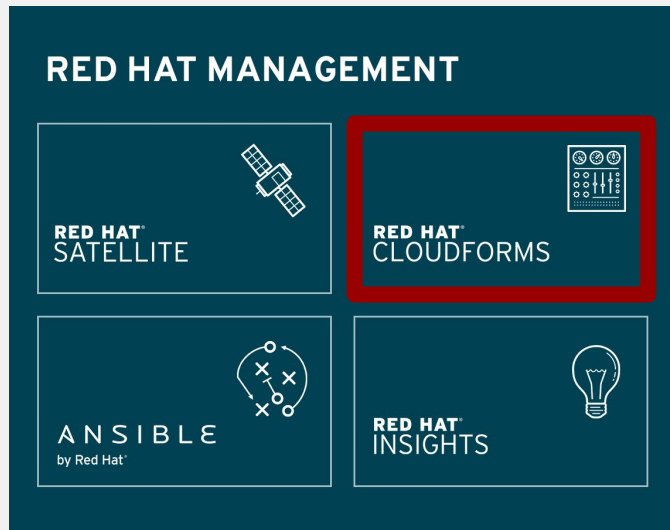 RED HAT MANAGEMENT
RED HAT®
SATELLITE
RED HAT®
CLOUDFORMS
ANSIBLE
by Red Hat®
RED HAT®
INSIGHTS